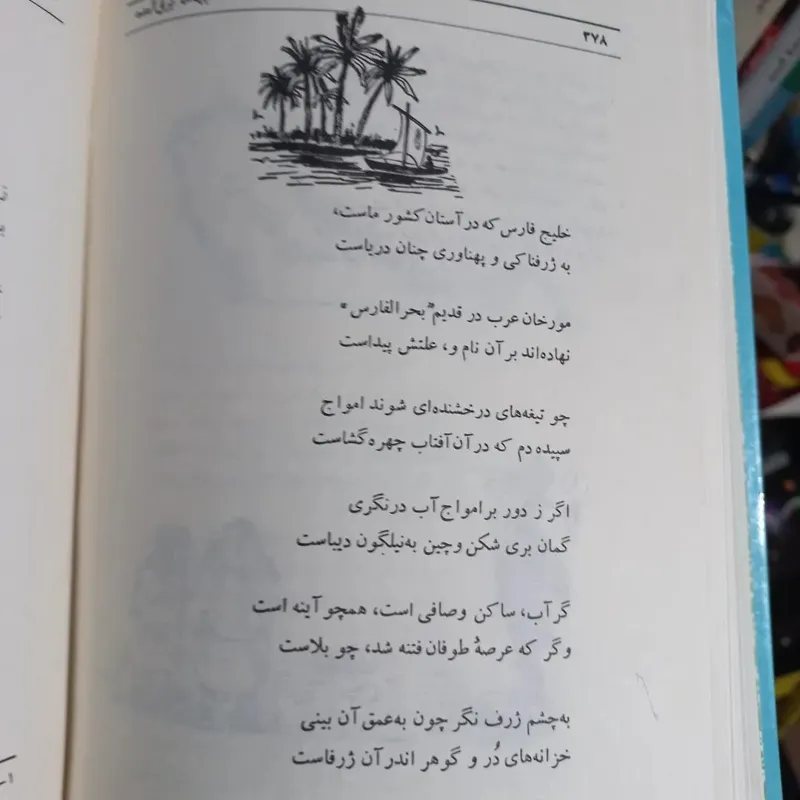 ۳۷۸
خلیج فارس که در آستان کشور ماست،
به ژرفناکی و پهناوری چنان دریاست
مورخان عرب در قدیم "بحرالفارس"
نهاده‌اند بر آن نام و، علتش پیداست
چو تیغه‌های درخشنده‌ای شوند امواج
سپیده دم که در آن آفتاب چهره گشاست
اگر ز دور بر امواج آب درنگری
گمان بری شکن و چین به نیلگون دیباست
گر آب، ساکن و صافی است، همچو آینه است
وگر که عرصهٔ طوفان فتنه شد، چو بلاست
به‌چشم ژرف نگر چون به‌عمق آن بینی
خزانه‌های دُر و گوهر اندر آن ژرفاست